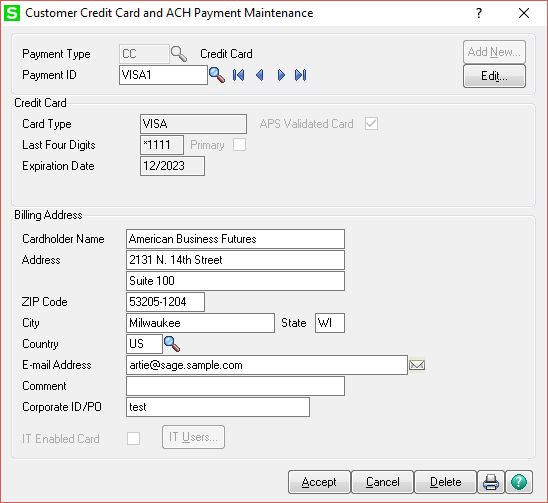 S Customer Credit Card and ACH Payment Maintenance ?
Payment Type CC Credit Card Add New...
Payment ID VISA1 Edit...
Credit Card
Card Type VISA APS Validated Card
Last Four Digits *1111 Primary
Expiration Date 12/2023
Billing Address
Cardholder Name American Business Futures
Address 2131 N. 14th Street
Suite 100
ZIP Code 53205-1204
City Milwaukee State WI
Country US
E-mail Address artie@sage.sample.com
Comment
Corporate ID/PO test
IT Enabled Card IT Users...
Accept Cancel Delete ?